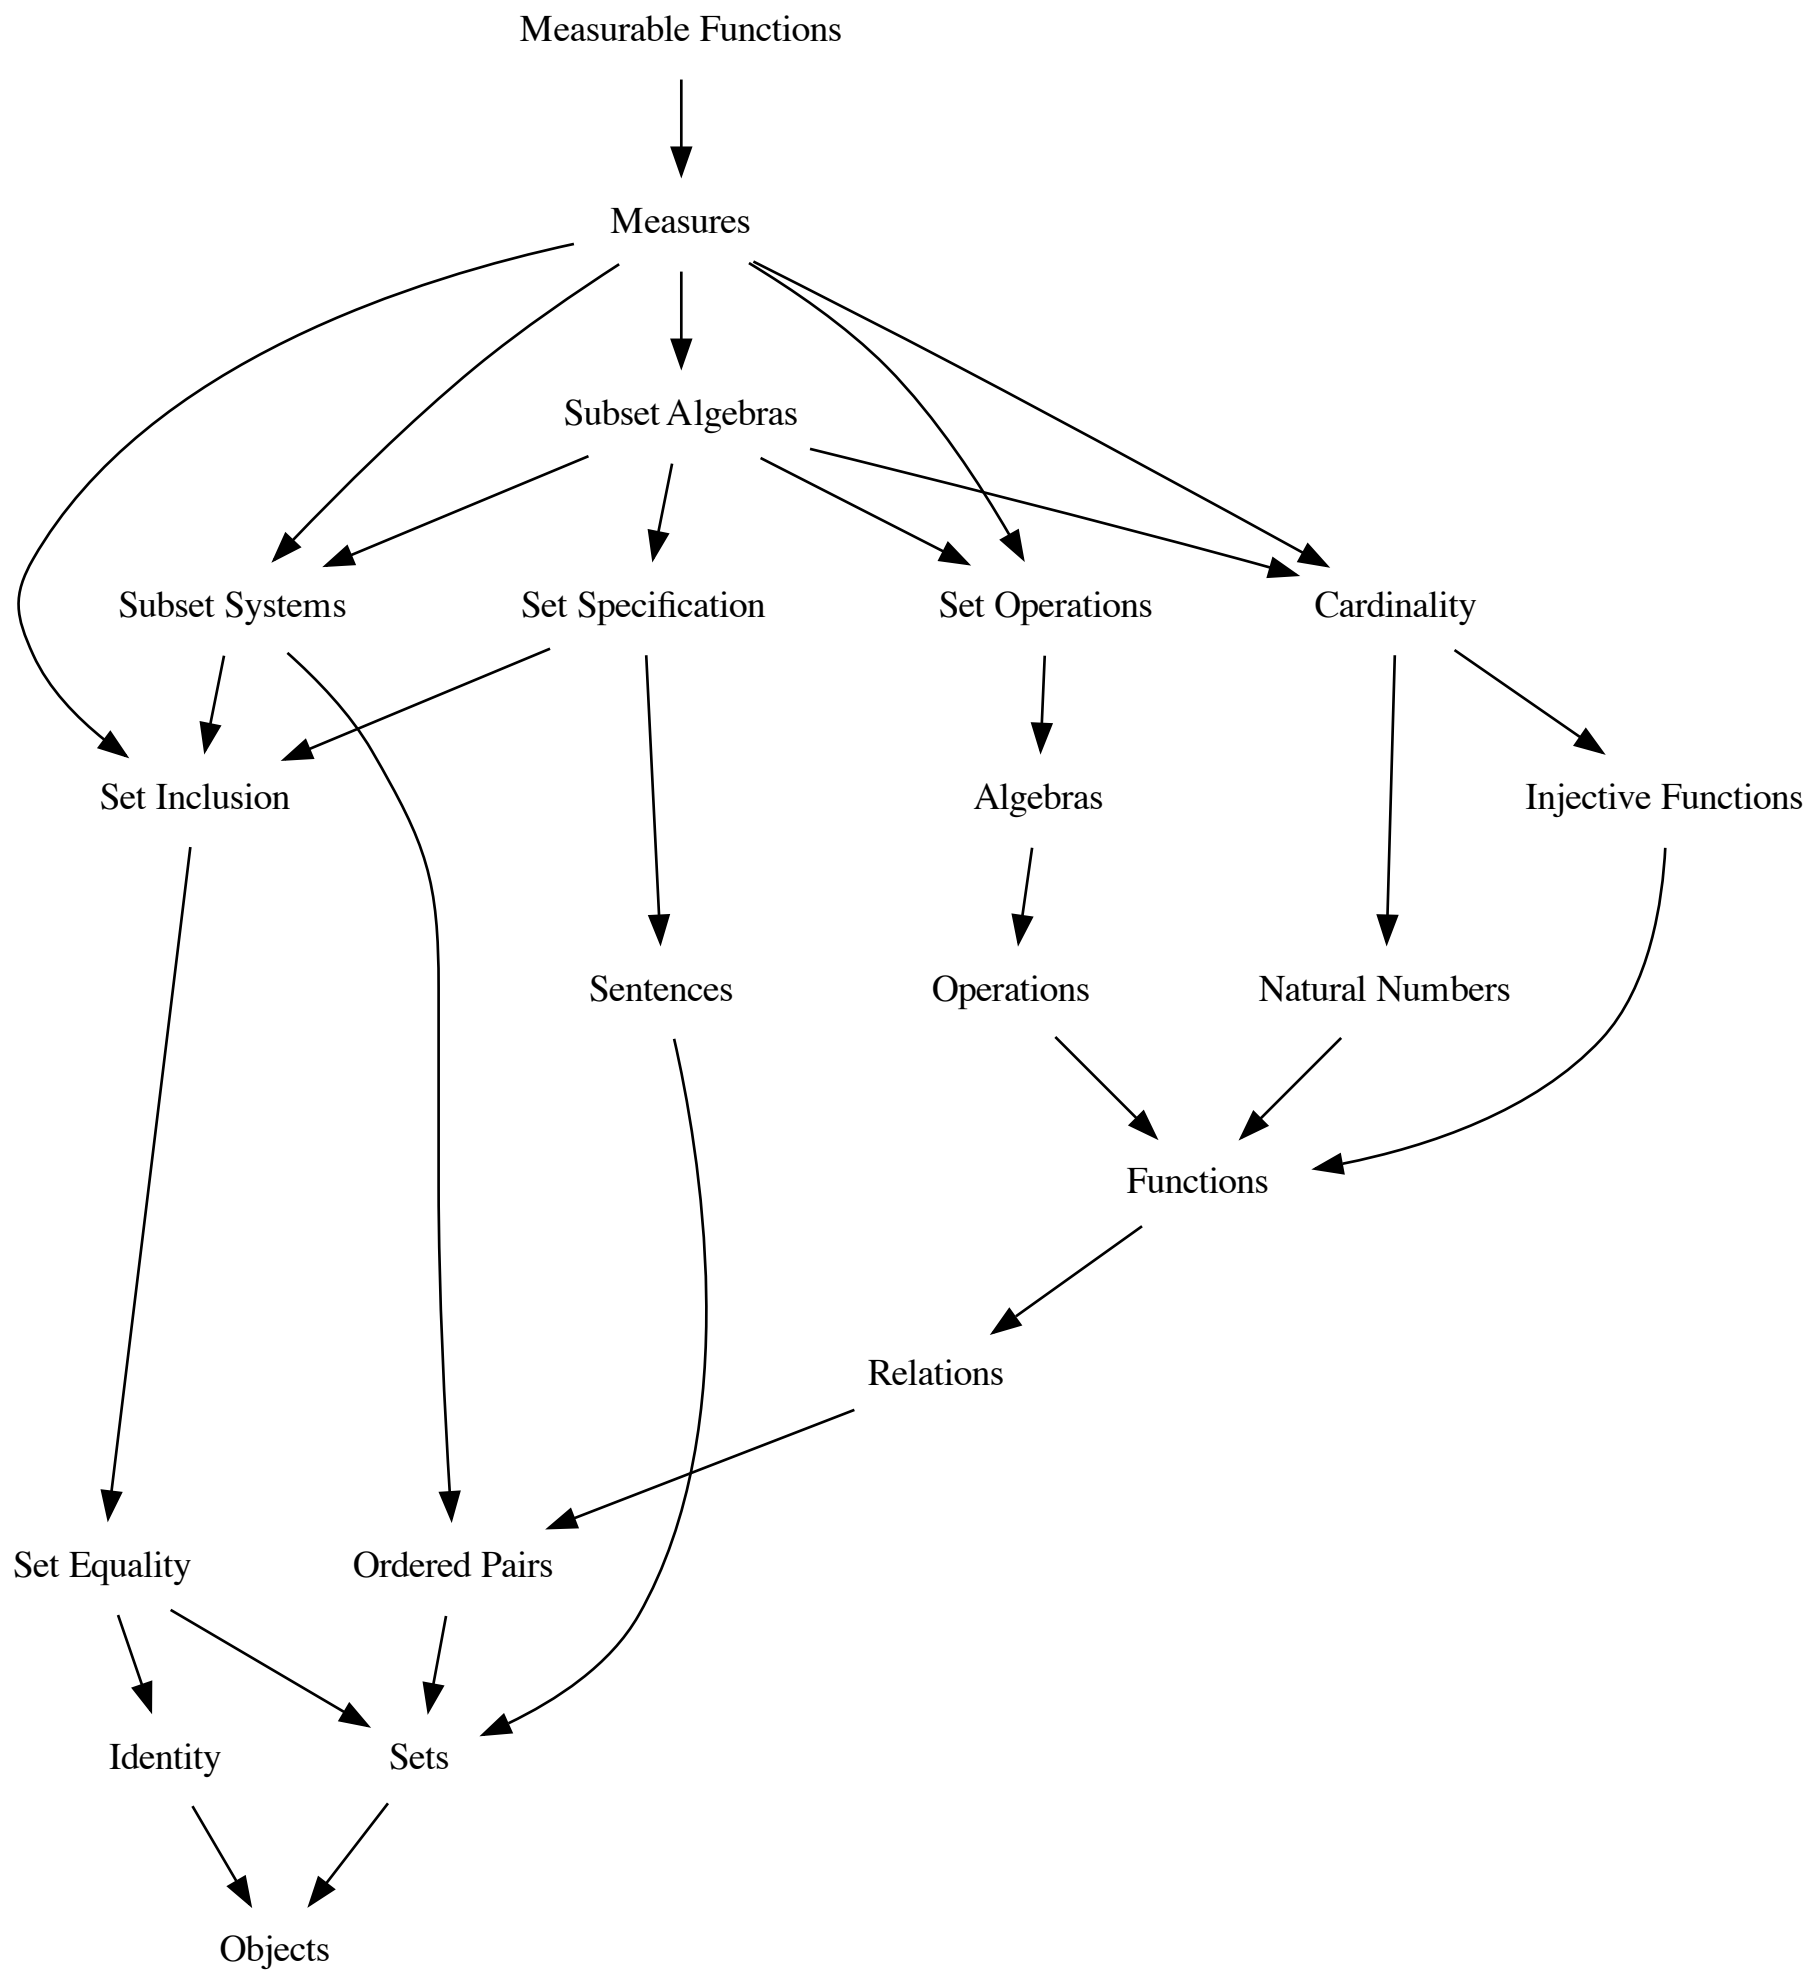 Measurable Functions
Measures
Subset Algebras
Subset Systems
Set Specification
Set Operations
Cardinality
Set Inclusion
Algebras
Injective Functions
Sentences
Operations
Natural Numbers
Functions
Relations
Set Equality
Ordered Pairs
Identity
Sets
Objects